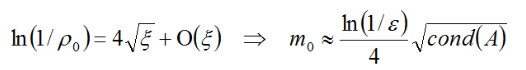 ln(1/ρ₀) = 4√ξ + O(ξ) ⇒ m₀ ≈ ln(1/ε)/4 √cond(A)